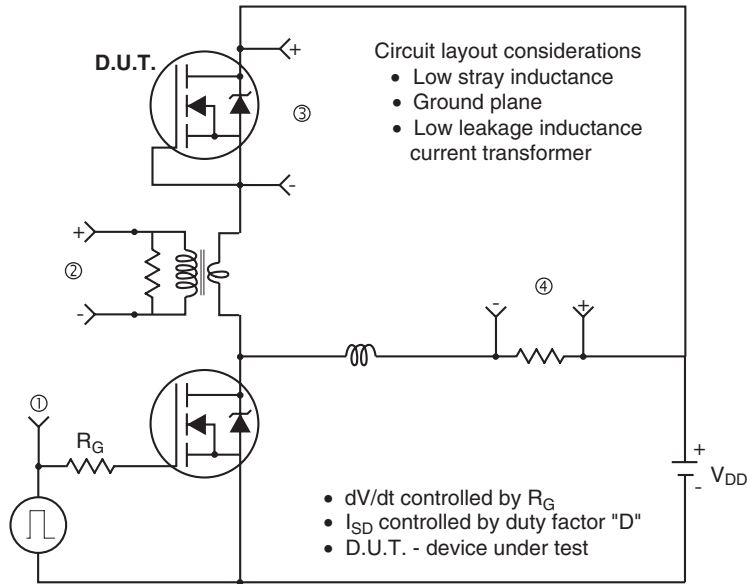 D.U.T.
+
Circuit layout considerations
• Low stray inductance
• Ground plane
• Low leakage inductance
current transformer
③
-
+
②
-
④
-
+
①
R_G
+
V_DD
-
• dV/dt controlled by R_G
• I_SD controlled by duty factor "D"
• D.U.T. - device under test